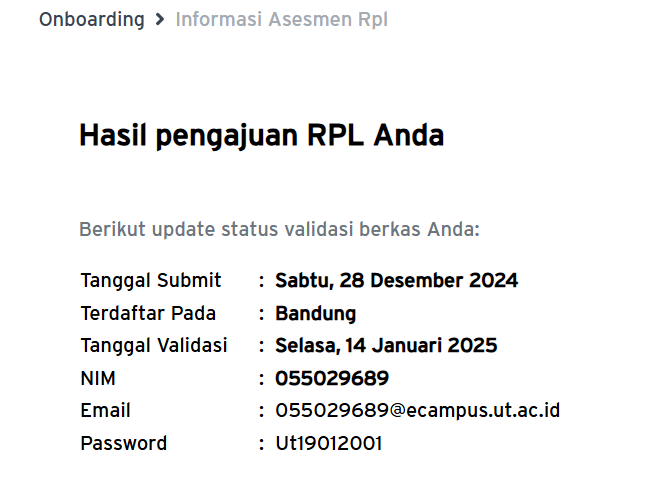 Onboarding > Informasi Asesmen Rpl
Hasil pengajuan RPL Anda
Berikut update status validasi berkas Anda:
Tanggal Submit : Sabtu, 28 Desember 2024
Terdaftar Pada : Bandung
Tanggal Validasi : Selasa, 14 Januari 2025
NIM : 055029689
Email : 055029689@ecampus.ut.ac.id
Password : Ut19012001